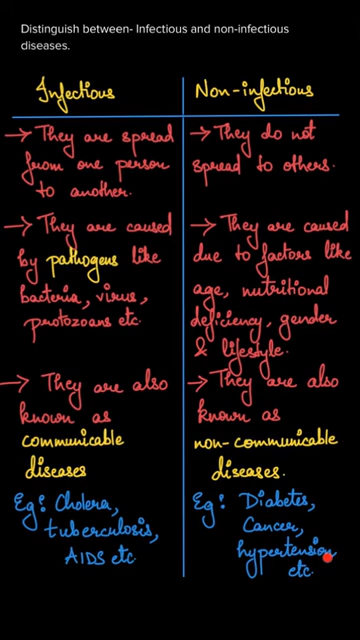 Distinguish between- Infectious and non-infectious
diseases.
Infectious
→ They are spread
from one person
to another.
→ They are caused
by pathogens like
bacteria, virus,
protozoans etc.
→ They are also
known as
communicable
diseases
Eg: Cholera,
tuberculosis,
AIDS etc.
Non-infectious
→ They do not
spread to others.
→ They are caused
due to factors like
age, nutritional
deficiency, gender
& lifestyle.
→ They are also
known as
non-communicable
diseases.
Eg: Diabetes,
Cancer,
hypertension
etc.